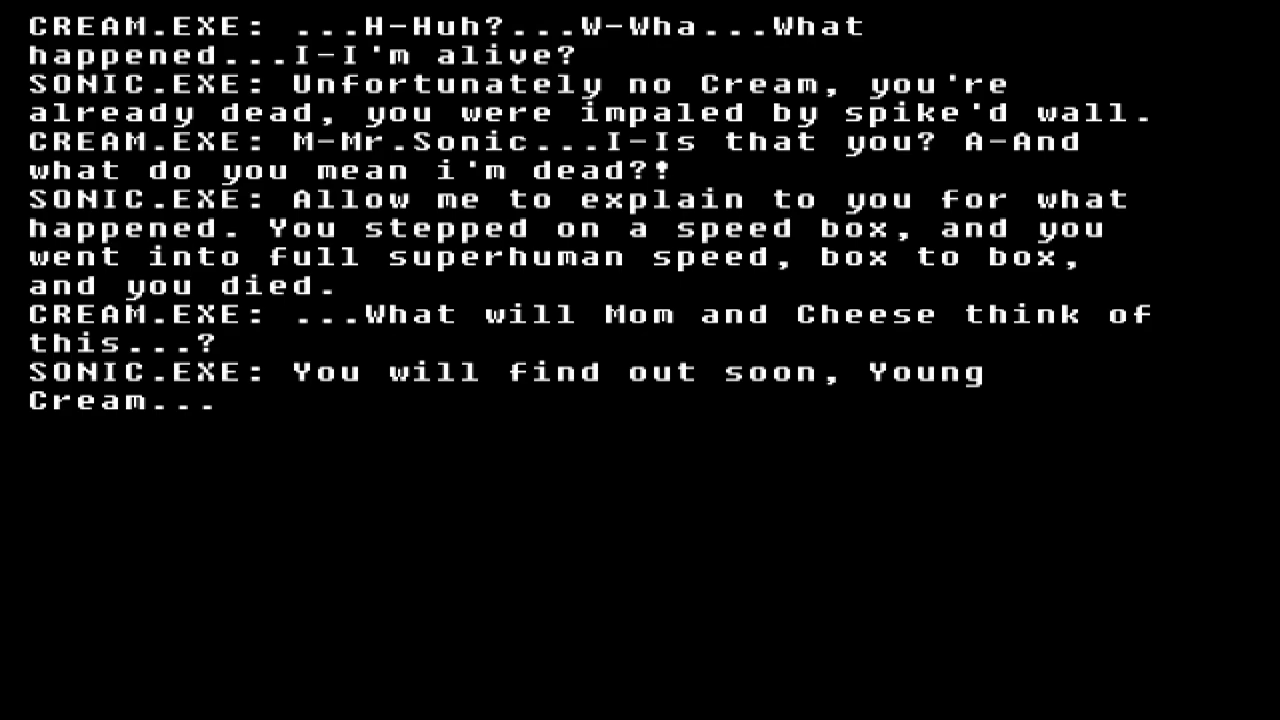 CREAM.EXE: ...H-Huh?...W-Wha...What
happened...I-I'm alive?
SONIC.EXE: Unfortunately no Cream, you're
already dead, you were impaled by spike'd wall.
CREAM.EXE: M-Mr.Sonic...I-Is that you? A-And
what do you mean i'm dead?!
SONIC.EXE: Allow me to explain to you for what
happened. You stepped on a speed box, and you
went into full superhuman speed, box to box,
and you died.
CREAM.EXE: ...What will Mom and Cheese think of
this...?
SONIC.EXE: You will find out soon, Young
Cream...